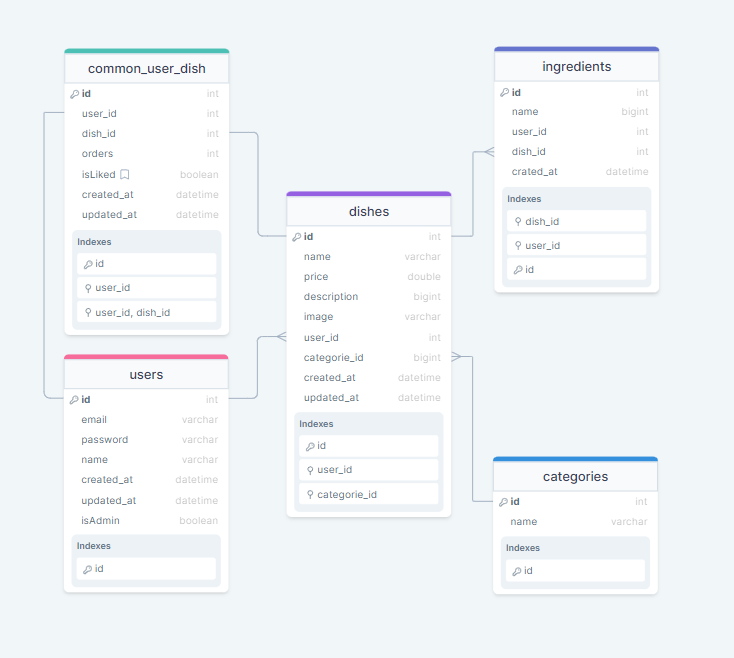 common_user_dish
id int
user_id int
dish_id int
orders int
isLiked boolean
created_at datetime
updated_at datetime
Indexes
id
user_id
user_id, dish_id
users
id int
email varchar
password varchar
name varchar
created_at datetime
updated_at datetime
isAdmin boolean
Indexes
id
dishes
id int
name varchar
price double
description bigint
image varchar
user_id int
categorie_id bigint
created_at datetime
updated_at datetime
Indexes
id
user_id
categorie_id
ingredients
id int
name bigint
user_id int
dish_id int
crated_at datetime
Indexes
dish_id
user_id
id
categories
id int
name varchar
Indexes
id